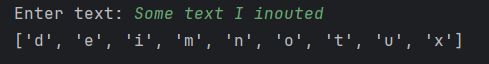 Enter text: Some text I inouted
['d', 'e', 'i', 'm', 'n', 'o', 't', 'u', 'x']